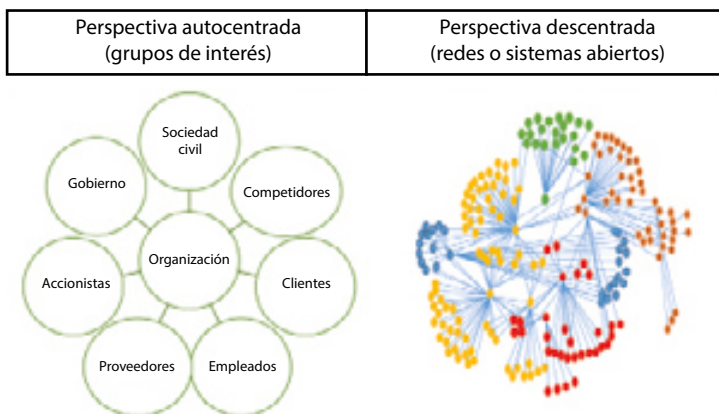 Perspectiva autocentrada
(grupos de interés)
Perspectiva descentrada
(redes o sistemas abiertos)
Sociedad
civil
Gobierno
Competidores
Organización
Accionistas
Clientes
Proveedores
Empleados